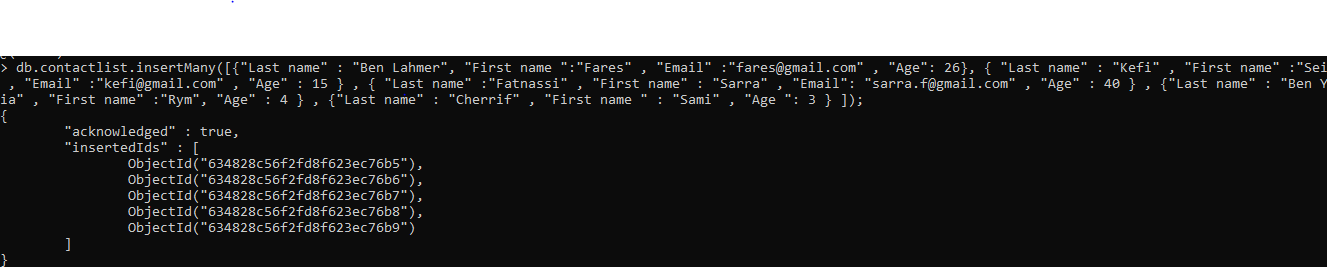 > db.contactlist.insertMany([{"Last name" : "Ben Lahmer", "First name ":"Fares" , "Email" :"fares@gmail.com" , "Age": 26}, { "Last name" : "Kefi" , "First name" :"Sei
, "Email" :"kefi@gmail.com" , "Age" : 15 } , { "Last name" :"Fatnassi" , "First name" : "Sarra" ,"Email": "sarra.f@gmail.com" , "Age" : 40 } , {"Last name" : "Ben Y
ia" , "First name" :"Rym", "Age" : 4 } , {"Last name" : "Cherrif" , "First name " : "Sami" , "Age ": 3 } ]);
{
        "acknowledged" : true,
        "insertedIds" : [
                ObjectId("634828c56f2fd8f623ec76b5"),
                ObjectId("634828c56f2fd8f623ec76b6"),
                ObjectId("634828c56f2fd8f623ec76b7"),
                ObjectId("634828c56f2fd8f623ec76b8"),
                ObjectId("634828c56f2fd8f623ec76b9")
        ]
}